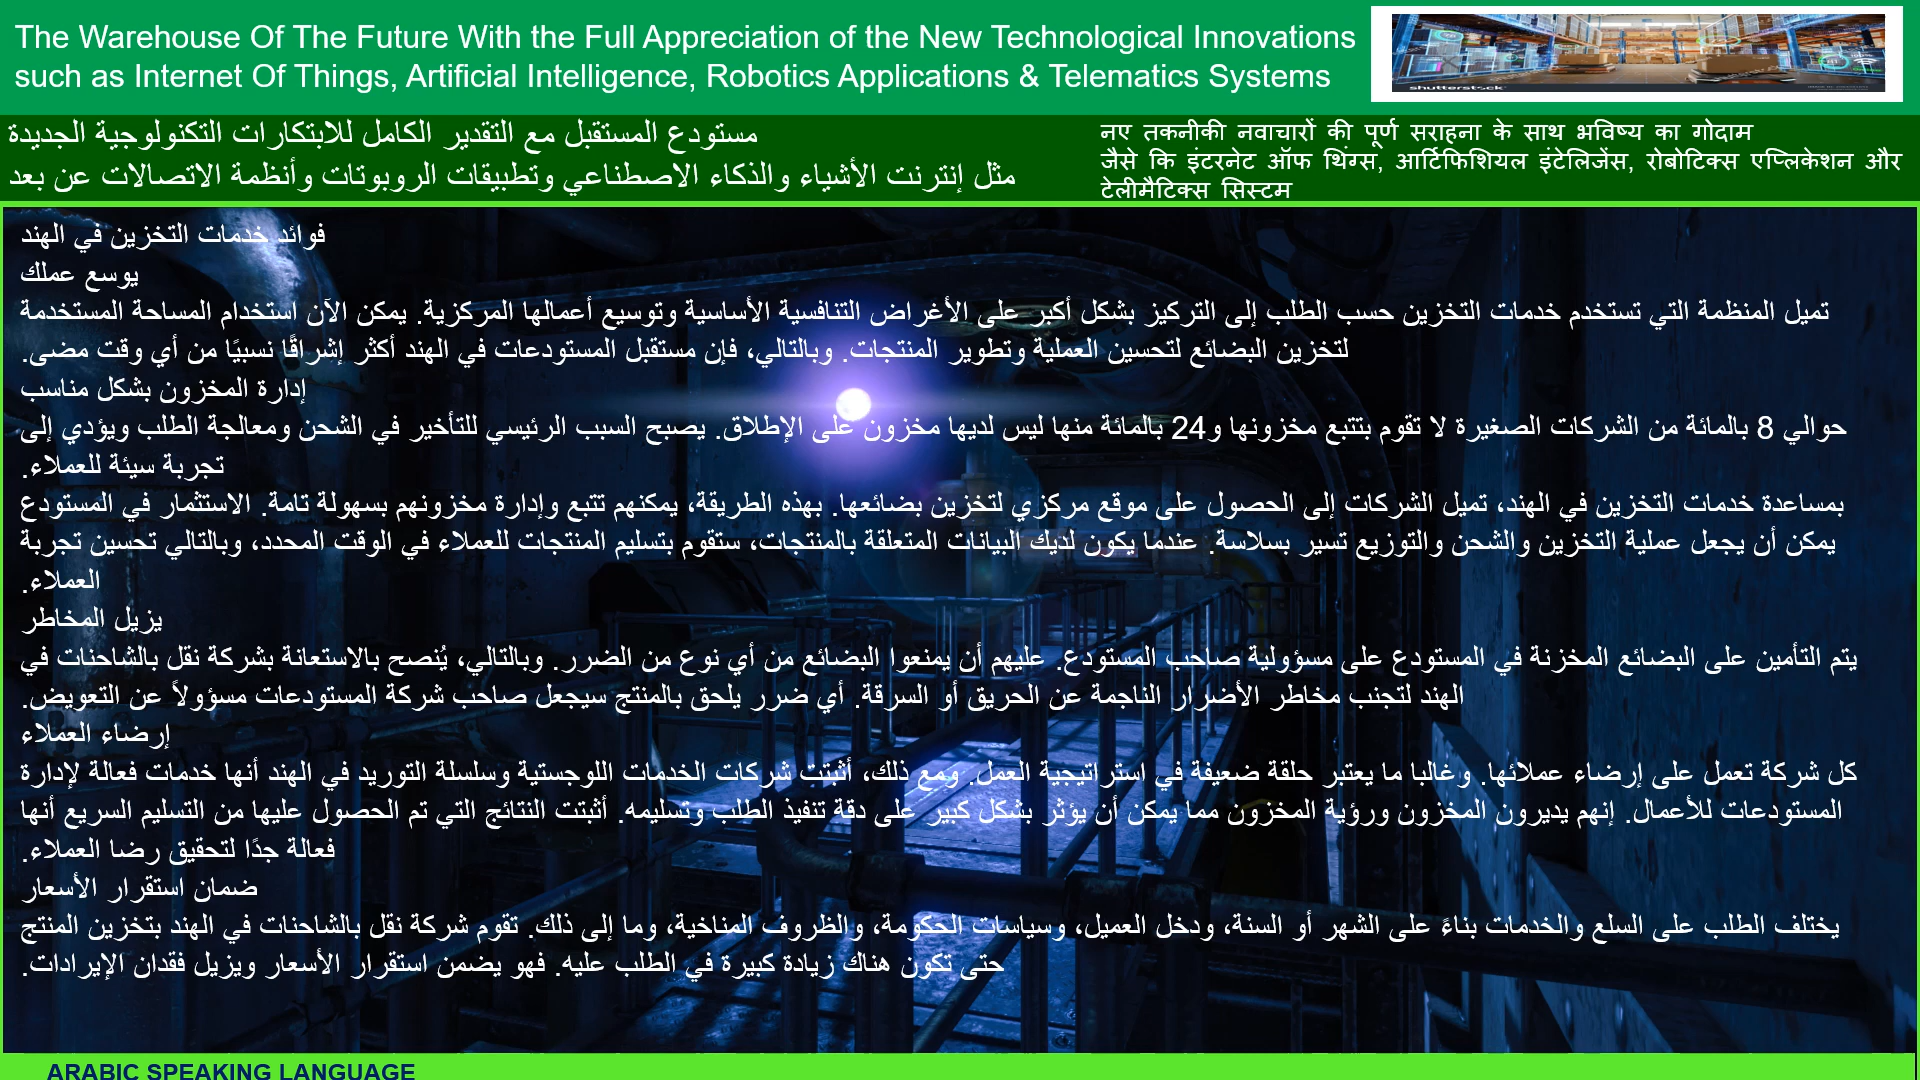 The Warehouse Of The Future With the Full Appreciation of the New Technological Innovations
such as Internet Of Things, Artificial Intelligence, Robotics Applications & Telematics Systems
shutterstock
مستودع المستقبل مع التقدير الكامل للابتكارات التكنولوجية الجديدة
مثل إنترنت الأشياء والذكاء الاصطناعي وتطبيقات الروبوتات وأنظمة الاتصالات عن بعد
नए तकनीकी नवाचारों की पूर्ण सराहना के साथ भविष्य का गोदाम
जैसे कि इंटरनेट ऑफ थिंग्स, आर्टिफिशियल इंटेलिजेंस, रोबोटिक्स एप्लिकेशन और
टेलीमैटिक्स सिस्टम
فوائد خدمات التخزين في الهند
يوسع عملك
تميل المنظمة التي تستخدم خدمات التخزين حسب الطلب إلى التركيز بشكل أكبر على الأغراض التنافسية الأساسية وتوسيع أعمالها المركزية. يمكن الآن استخدام المساحة المستخدمة
لتخزين البضائع لتحسين العملية وتطوير المنتجات. وبالتالي، فإن مستقبل المستودعات في الهند أكثر إشراقًا نسبيًا من أي وقت مضى.
إدارة المخزون بشكل مناسب
حوالي 8 بالمائة من الشركات الصغيرة لا تقوم بتتبع مخزونها و24 بالمائة منها ليس لديها مخزون على الإطلاق. يصبح السبب الرئيسي للتأخير في الشحن ومعالجة الطلب ويؤدي إلى
تجربة سيئة للعملاء.
بمساعدة خدمات التخزين في الهند، تميل الشركات إلى الحصول على موقع مركزي لتخزين بضائعها. بهذه الطريقة، يمكنهم تتبع وإدارة مخزونهم بسهولة تامة. الاستثمار في المستودع
يمكن أن يجعل عملية التخزين والشحن والتوزيع تسير بسلاسة. عندما يكون لديك البيانات المتعلقة بالمنتجات، ستقوم بتسليم المنتجات للعملاء في الوقت المحدد، وبالتالي تحسين تجربة
العملاء.
يزيل المخاطر
يتم التأمين على البضائع المخزنة في المستودع على مسؤولية صاحب المستودع. عليهم أن يمنعوا البضائع من أي نوع من الضرر. وبالتالي، يُنصح بالاستعانة بشركة نقل بالشاحنات في
الهند لتجنب مخاطر الأضرار الناجمة عن الحريق أو السرقة. أي ضرر يلحق بالمنتج سيجعل صاحب شركة المستودعات مسؤولاً عن التعويض.
إرضاء العملاء
كل شركة تعمل على إرضاء عملائها. وغالبا ما يعتبر حلقة ضعيفة في استراتيجية العمل. ومع ذلك، أثبتت شركات الخدمات اللوجستية وسلسلة التوريد في الهند أنها خدمات فعالة لإدارة
المستودعات للأعمال. إنهم يديرون المخزون ورؤية المخزون مما يمكن أن يؤثر بشكل كبير على دقة تنفيذ الطلب وتسليمه. أثبتت النتائج التي تم الحصول عليها من التسليم السريع أنها
فعالة جدًا لتحقيق رضا العملاء.
ضمان استقرار الأسعار
يختلف الطلب على السلع والخدمات بناءً على الشهر أو السنة، ودخل العميل، وسياسات الحكومة، والظروف المناخية، وما إلى ذلك. تقوم شركة نقل بالشاحنات في الهند بتخزين المنتج
حتى تكون هناك زيادة كبيرة في الطلب عليه. فهو يضمن استقرار الأسعار ويزيل فقدان الإيرادات.
ARABIC SPEAKING LANGUAGE